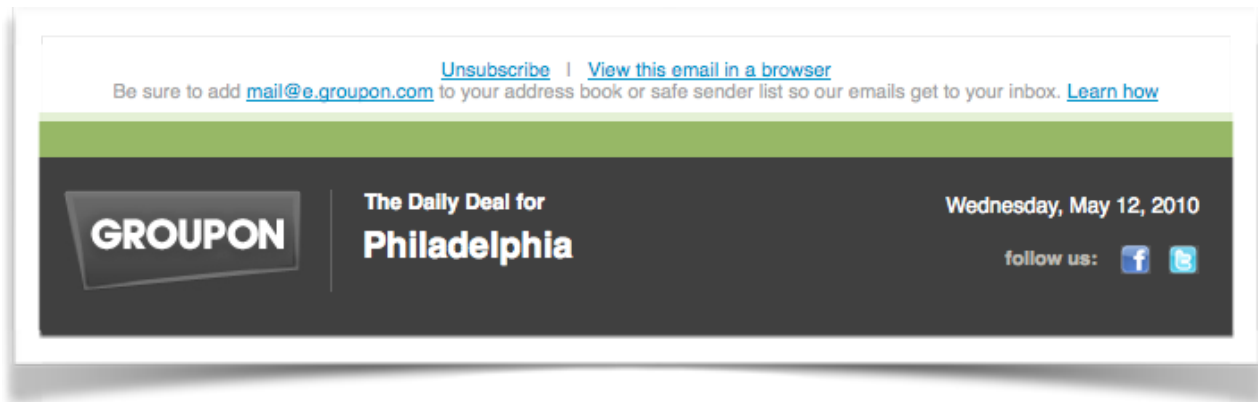 Unsubscribe | View this email in a browser
Be sure to add mail@e.groupon.com to your address book or safe sender list so our emails get to your inbox. Learn how
GROUPON
The Daily Deal for
Philadelphia
Wednesday, May 12, 2010
follow us: